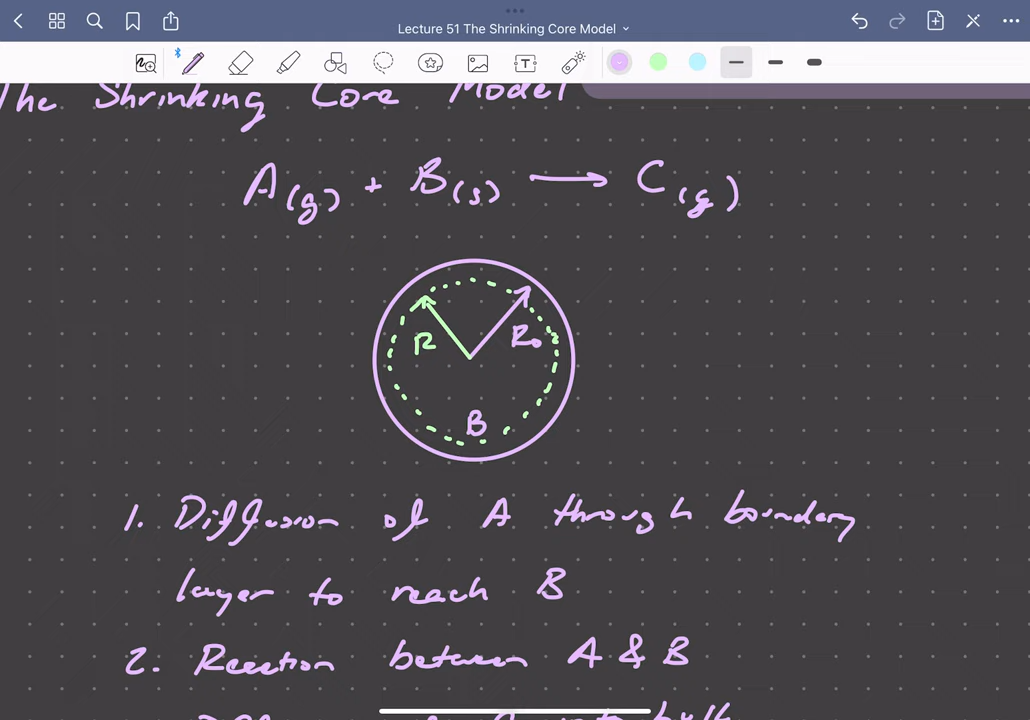 Lecture 51 The Shrinking Core Model
The Shrinking Core Model
A(g) + B(s) ⟶ C(g)
R
R₀
B
1. Diffusion of A through boundary
layer to reach B
2. Reaction between A & B
bulk